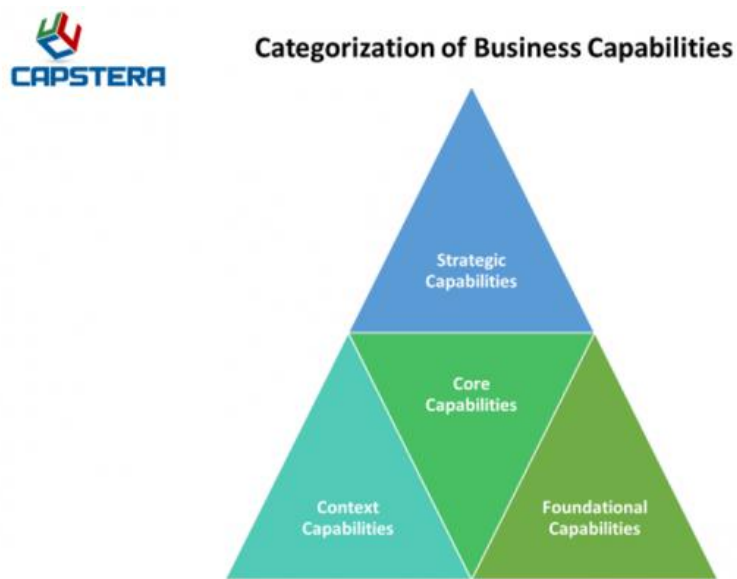 CAPSTERA
Categorization of Business Capabilities
Strategic
Capabilities
Core
Capabilities
Context
Capabilities
Foundational
Capabilities